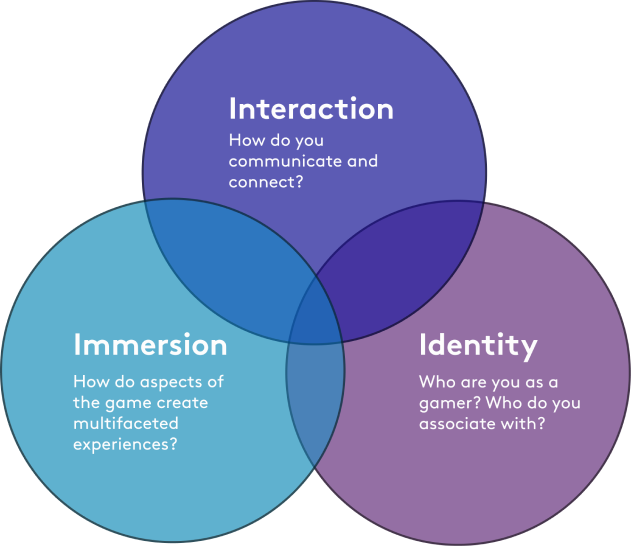 Interaction
How do you
communicate and
connect?
Immersion
How do aspects of
the game create
multifaceted
experiences?
Identity
Who are you as a
gamer? Who do you
associate with?